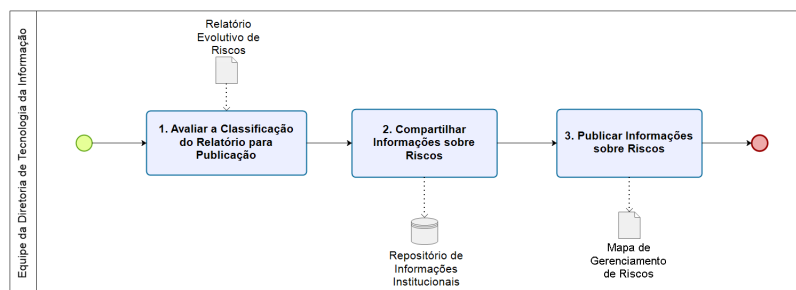 Equipe da Diretoria de Tecnologia da Informação
Relatório
Evolutivo de
Riscos
1. Avaliar a Classificação
do Relatório para
Publicação
2. Compartilhar
Informações sobre
Riscos
3. Publicar Informações
sobre Riscos
Repositório de
Informações
Institucionais
Mapa de
Gerenciamento
de Riscos